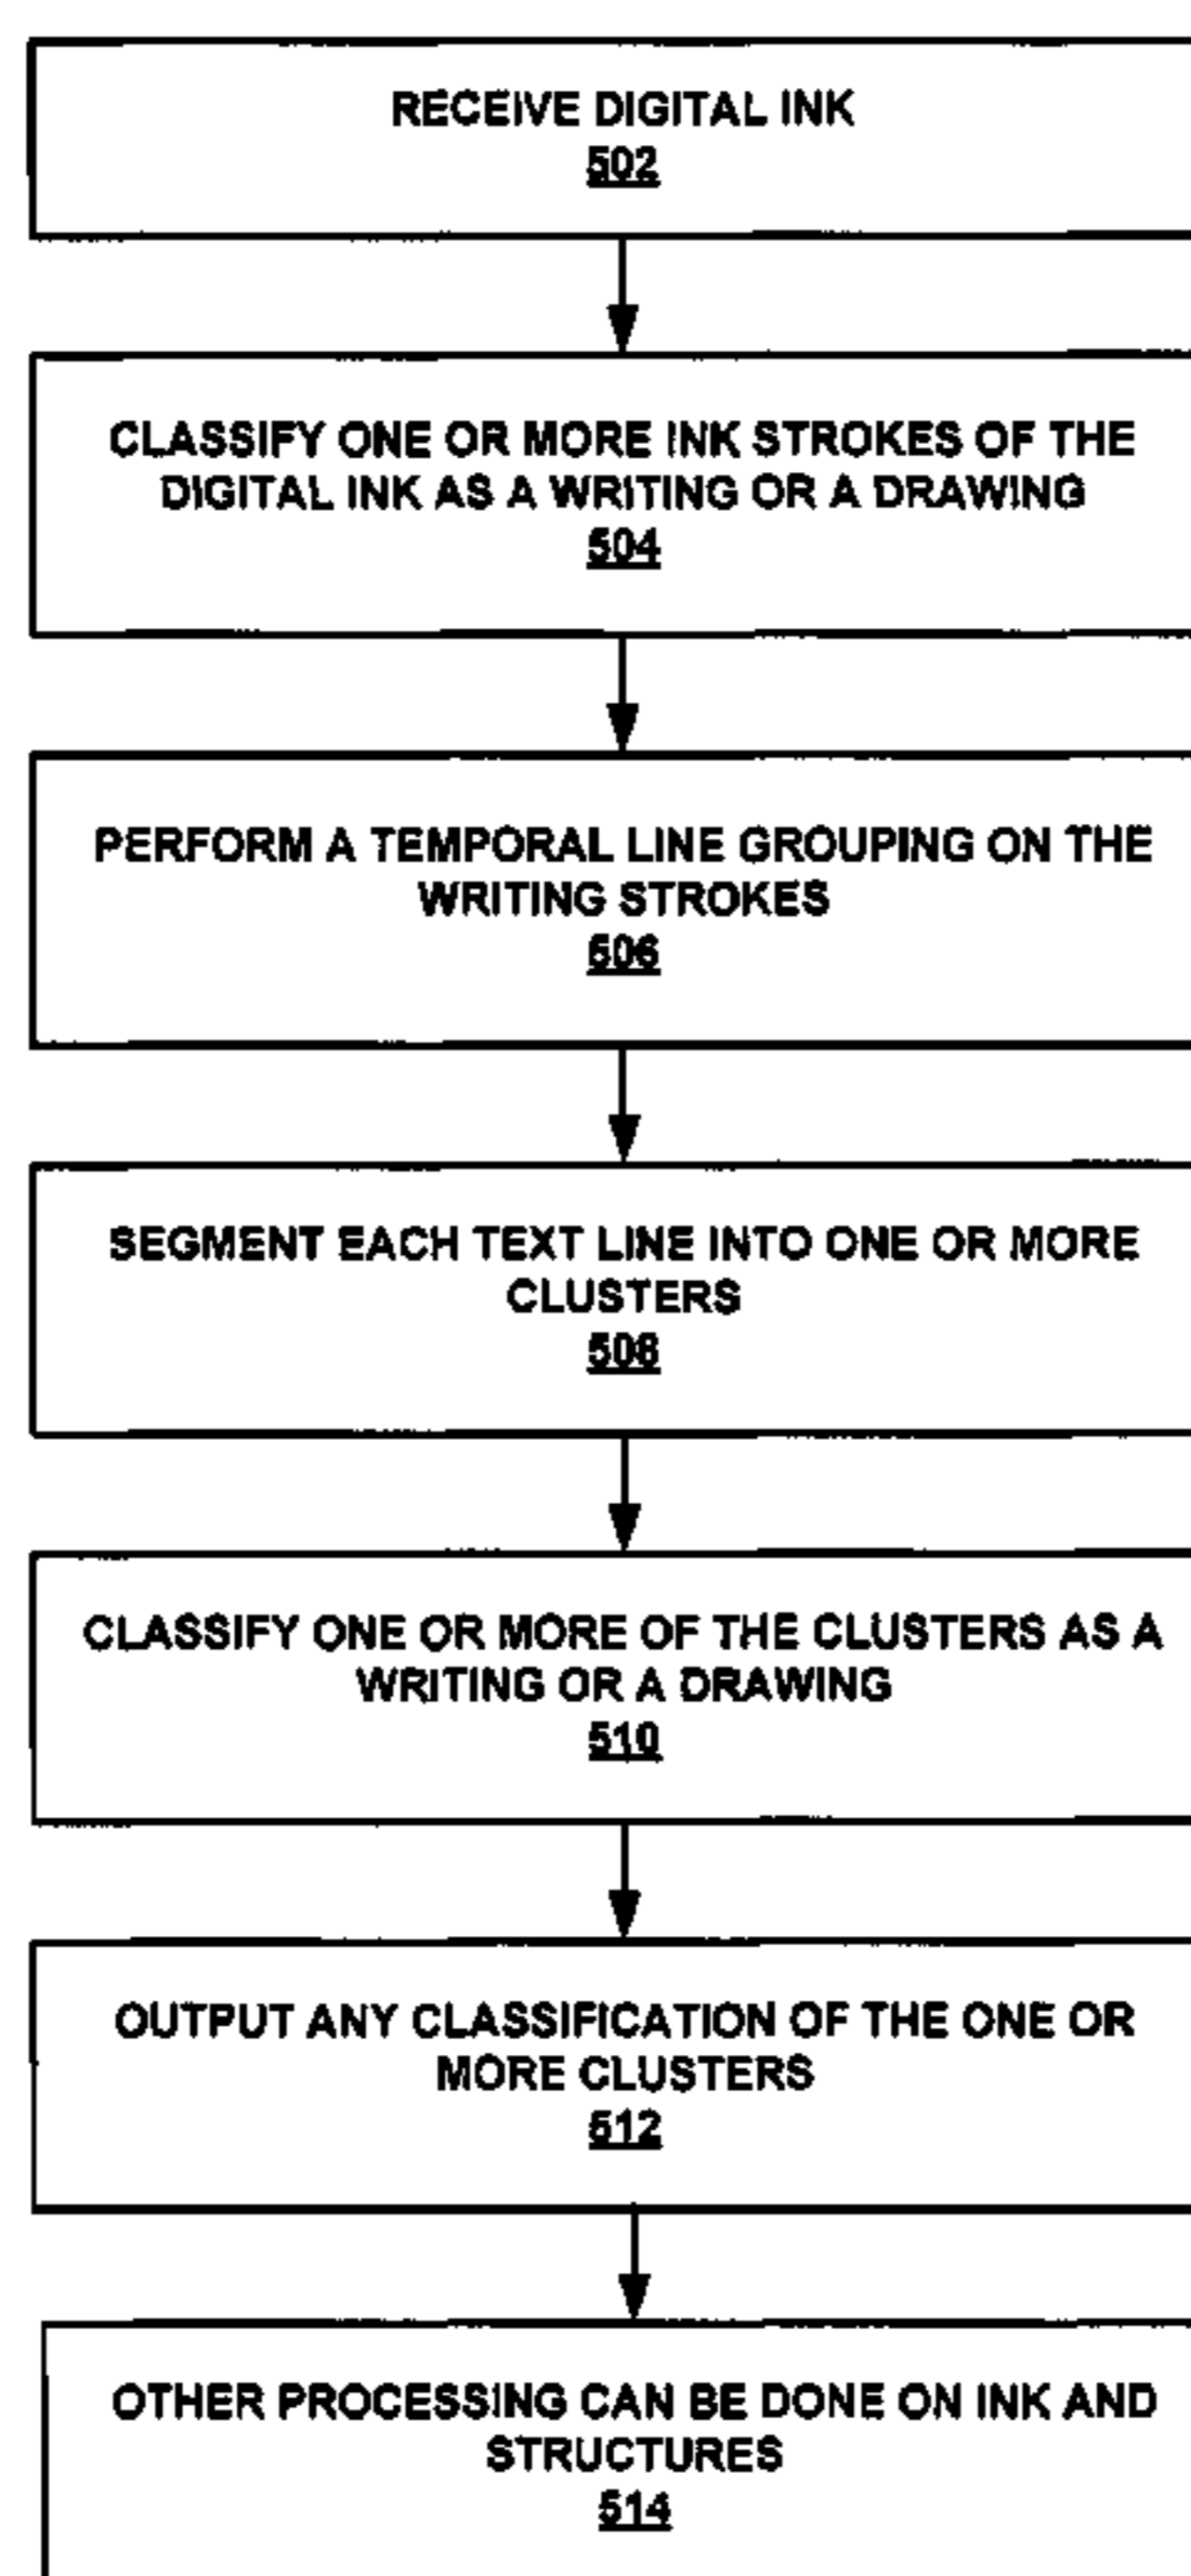 RECEIVE DIGITAL INK
502
CLASSIFY ONE OR MORE INK STROKES OF THE
DIGITAL INK AS A WRITING OR A DRAWING
504
PERFORM A TEMPORAL LINE GROUPING ON THE
WRITING STROKES
506
SEGMENT EACH TEXT LINE INTO ONE OR MORE
CLUSTERS
508
CLASSIFY ONE OR MORE OF THE CLUSTERS AS A
WRITING OR A DRAWING
510
OUTPUT ANY CLASSIFICATION OF THE ONE OR
MORE CLUSTERS
512
OTHER PROCESSING CAN BE DONE ON INK AND
STRUCTURES
514